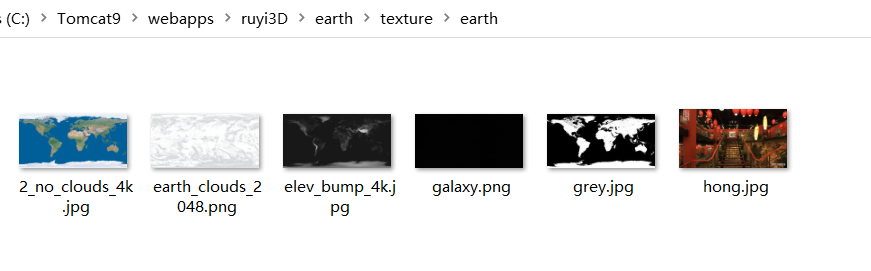 s (C:) > Tomcat9 > webapps > ruyi3D > earth > texture > earth
2_no_clouds_4k
.jpg
earth_clouds_2
048.png
elev_bump_4k.j
pg
galaxy.png
grey.jpg
hong.jpg